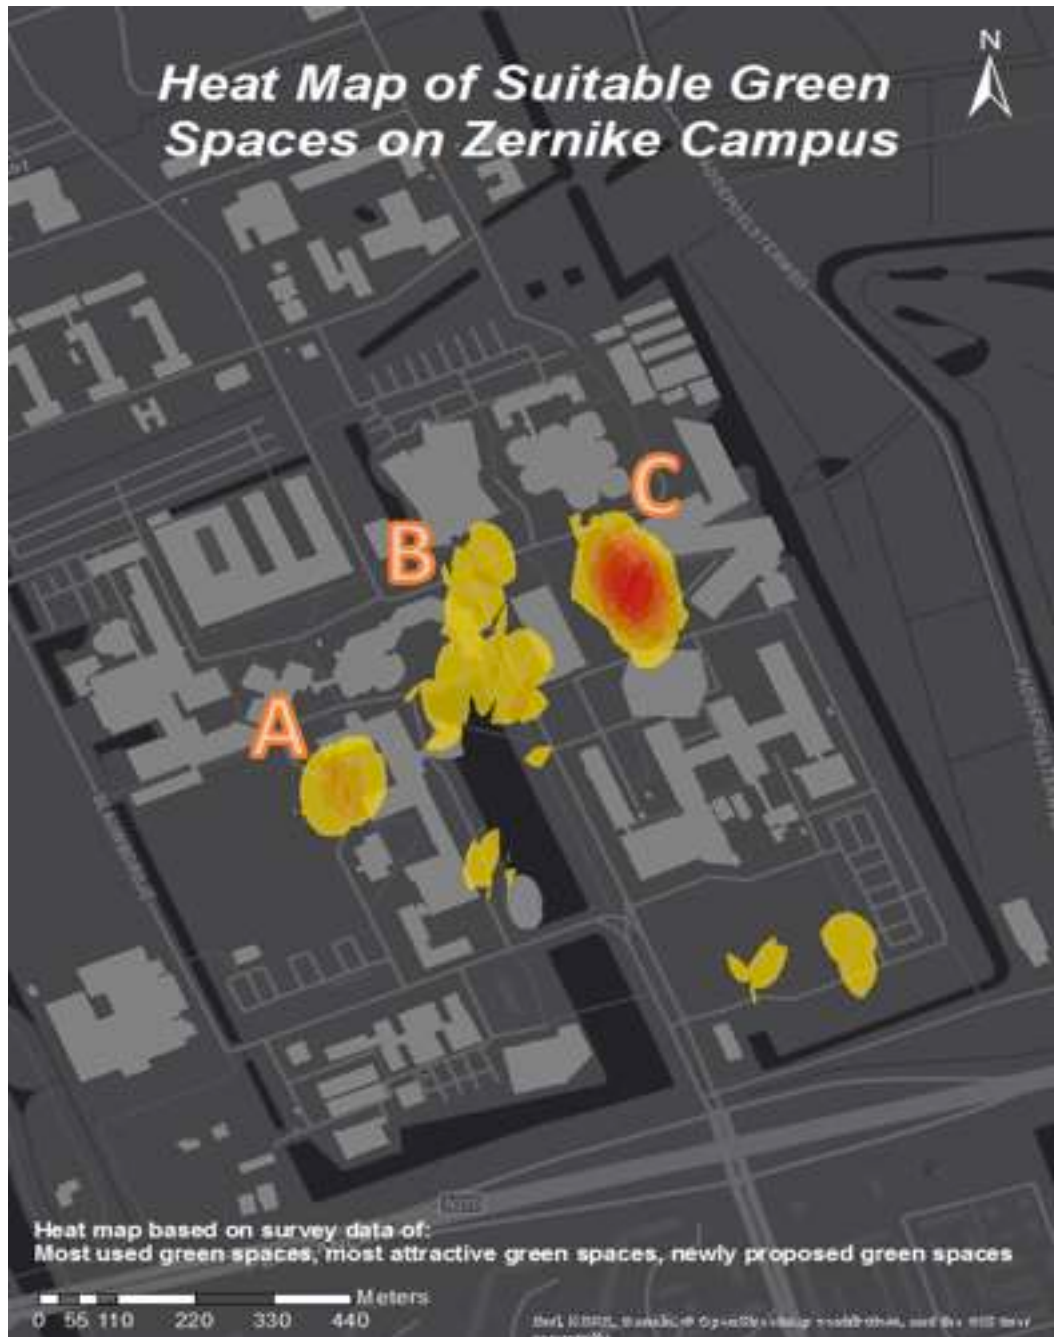 N
Heat Map of Suitable Green
Spaces on Zernike Campus
C
B
A
Heat map based on survey data of:
Most used green spaces, most attractive green spaces, newly proposed green spaces
Meters
0 55 110 220 330 440